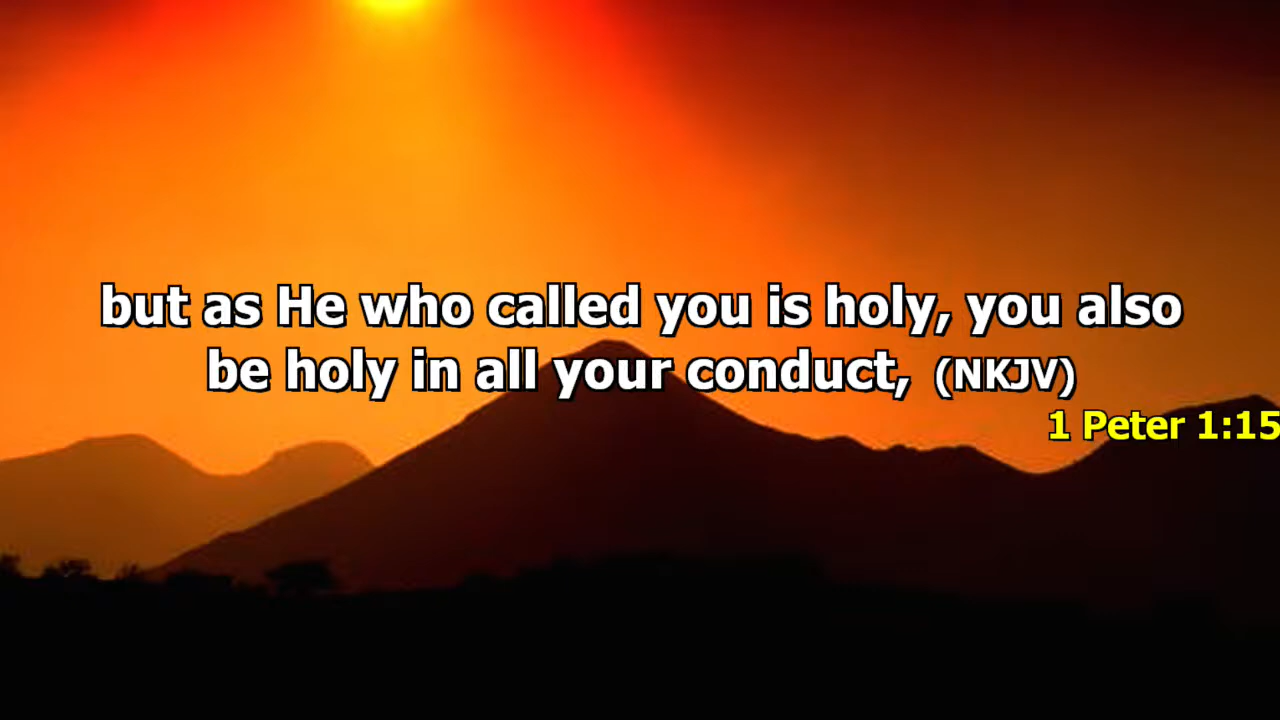 but as He who called you is holy, you also
be holy in all your conduct, (NKJV)
1 Peter 1:15